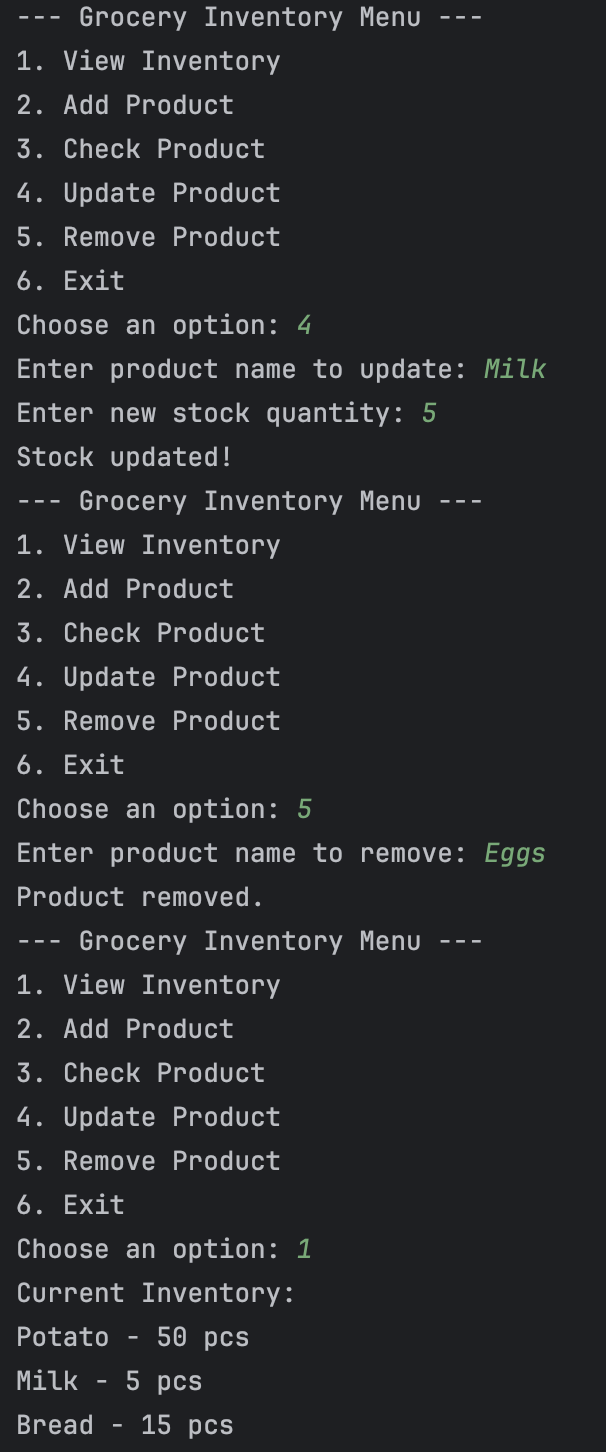 --- Grocery Inventory Menu ---
1. View Inventory
2. Add Product
3. Check Product
4. Update Product
5. Remove Product
6. Exit
Choose an option: 4
Enter product name to update: Milk
Enter new stock quantity: 5
Stock updated!
--- Grocery Inventory Menu ---
1. View Inventory
2. Add Product
3. Check Product
4. Update Product
5. Remove Product
6. Exit
Choose an option: 5
Enter product name to remove: Eggs
Product removed.
--- Grocery Inventory Menu ---
1. View Inventory
2. Add Product
3. Check Product
4. Update Product
5. Remove Product
6. Exit
Choose an option: 1
Current Inventory:
Potato - 50 pcs
Milk - 5 pcs
Bread - 15 pcs